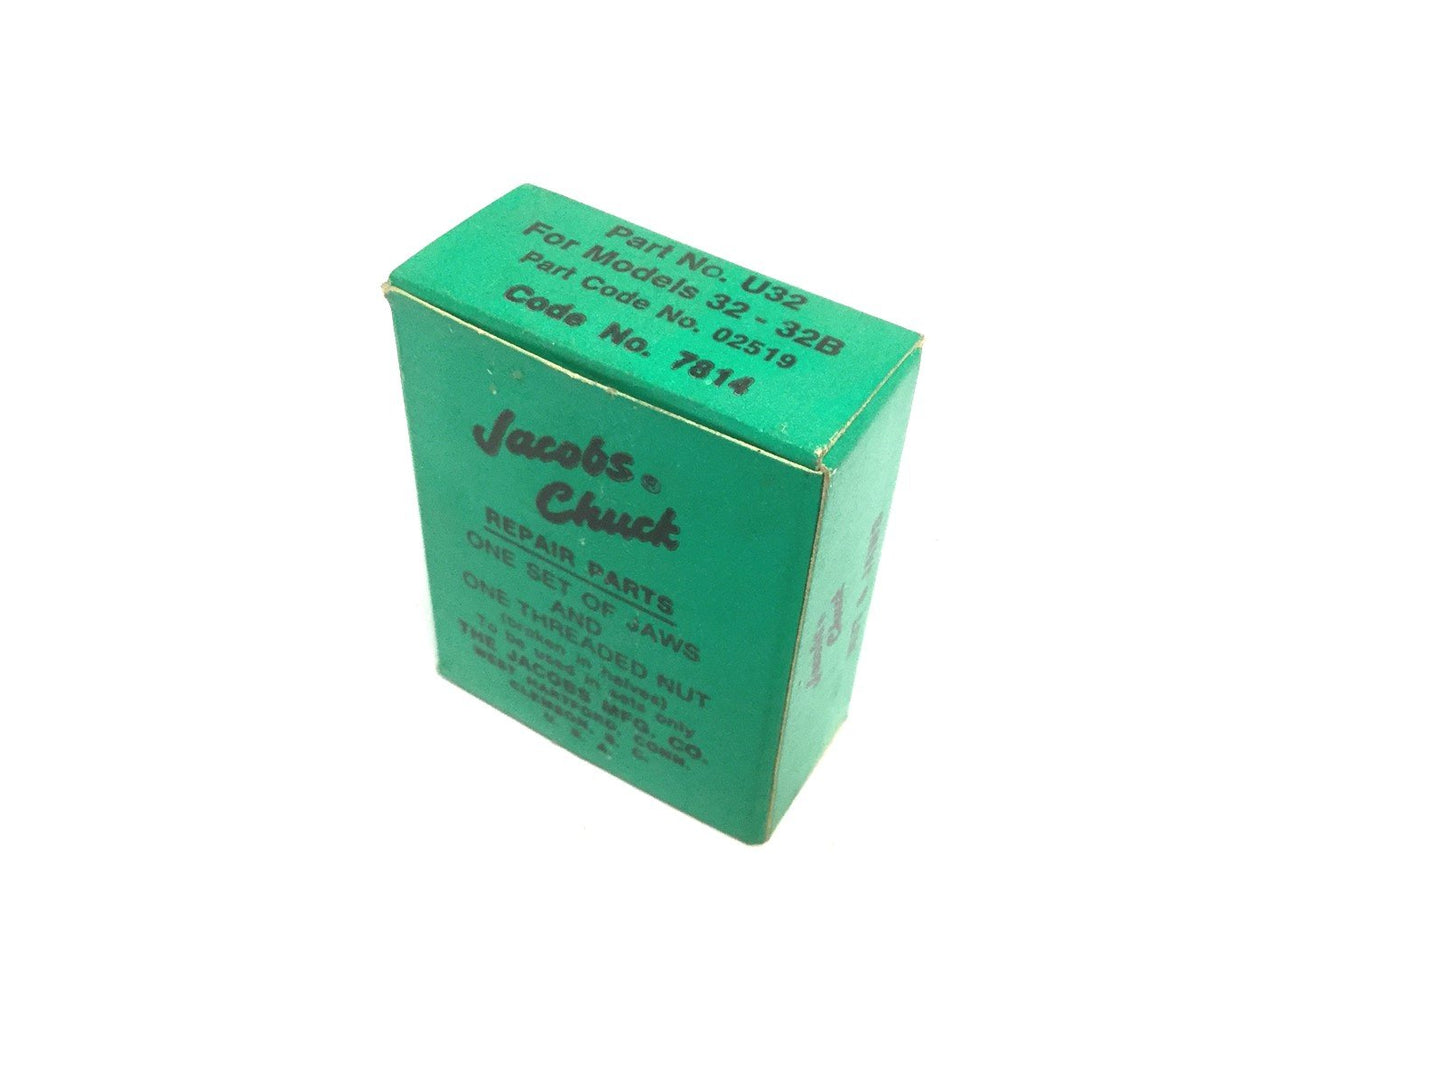 Part No. U32
For Models 32 - 32B
Part Code No. 02519
Code No. 7814
Jacobs®
Chuck
REPAIR PARTS
ONE SET OF JAWS
AND
ONE THREADED NUT
(broken in halves)
To be used in sets only
THE JACOBS MFG. CO.
WEST HARTFORD, CONN.
CLEMSON, S. C.
U. S. A.